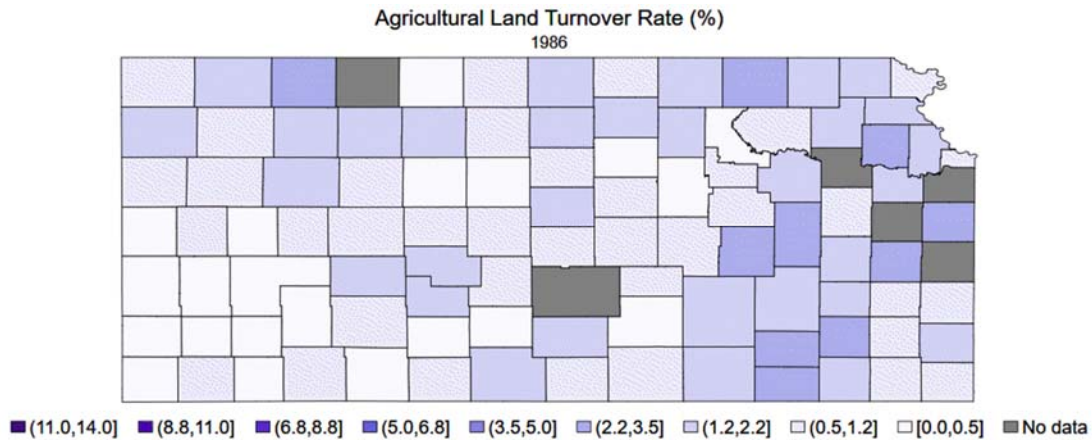 Agricultural Land Turnover Rate (%)
1986
(11.0,14.0] (8.8,11.0] (6.8,8.8] (5.0,6.8] (3.5,5.0] (2.2,3.5] (1.2,2.2] (0.5,1.2] [0.0,0.5] No data